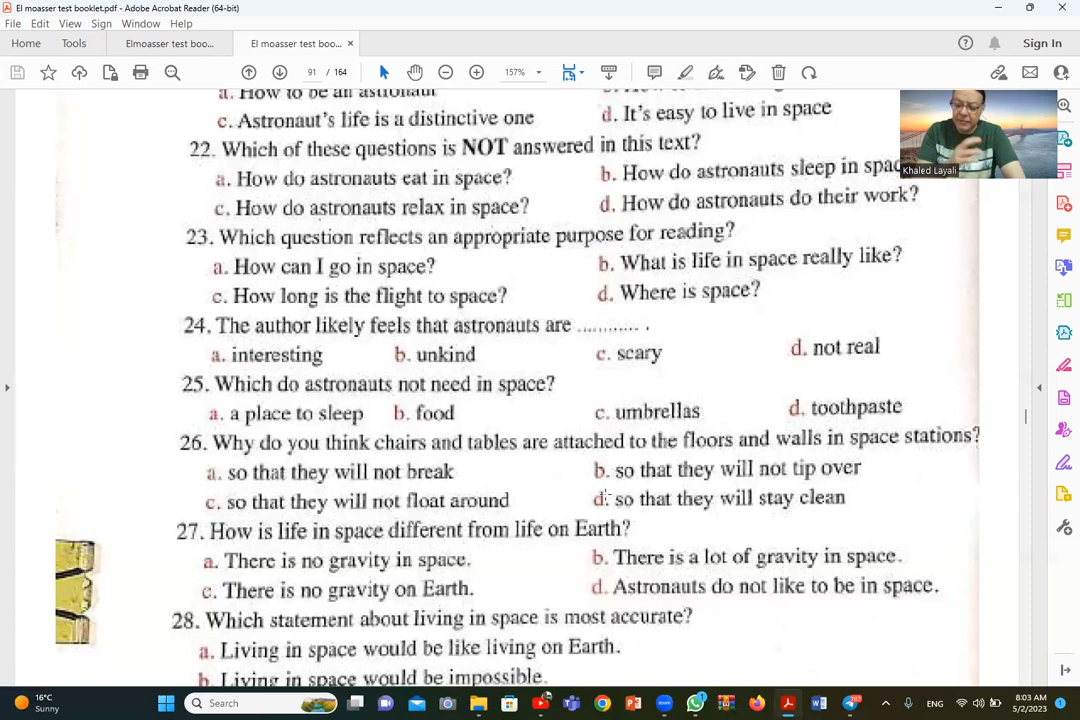 El moasser test booklet.pdf - Adobe Acrobat Reader (64-bit)
File Edit View Sign Window Help
Home Tools Elmoasser test boo... El moasser test boo... × Sign In
91 / 164 157%
a. How to be an astronaut
c. Astronaut's life is a distinctive one d. It's easy to live in space
22. Which of these questions is NOT answered in this text?
a. How do astronauts eat in space? b. How do astronauts sleep in spac
c. How do astronauts relax in space? d. How do astronauts do their work?
23. Which question reflects an appropriate purpose for reading?
a. How can I go in space? b. What is life in space really like?
c. How long is the flight to space? d. Where is space?
24. The author likely feels that astronauts are ............ .
a. interesting b. unkind c. scary d. not real
25. Which do astronauts not need in space?
a. a place to sleep b. food c. umbrellas d. toothpaste
26. Why do you think chairs and tables are attached to the floors and walls in space stations?
a. so that they will not break b. so that they will not tip over
c. so that they will not float around d. so that they will stay clean
27. How is life in space different from life on Earth?
a. There is no gravity in space. b. There is a lot of gravity in space.
c. There is no gravity on Earth. d. Astronauts do not like to be in space.
28. Which statement about living in space is most accurate?
a. Living in space would be like living on Earth.
b. Living in space would be impossible.
Khaled Layali
16°C
Sunny
Search
ENG
8:03 AM
5/2/2023